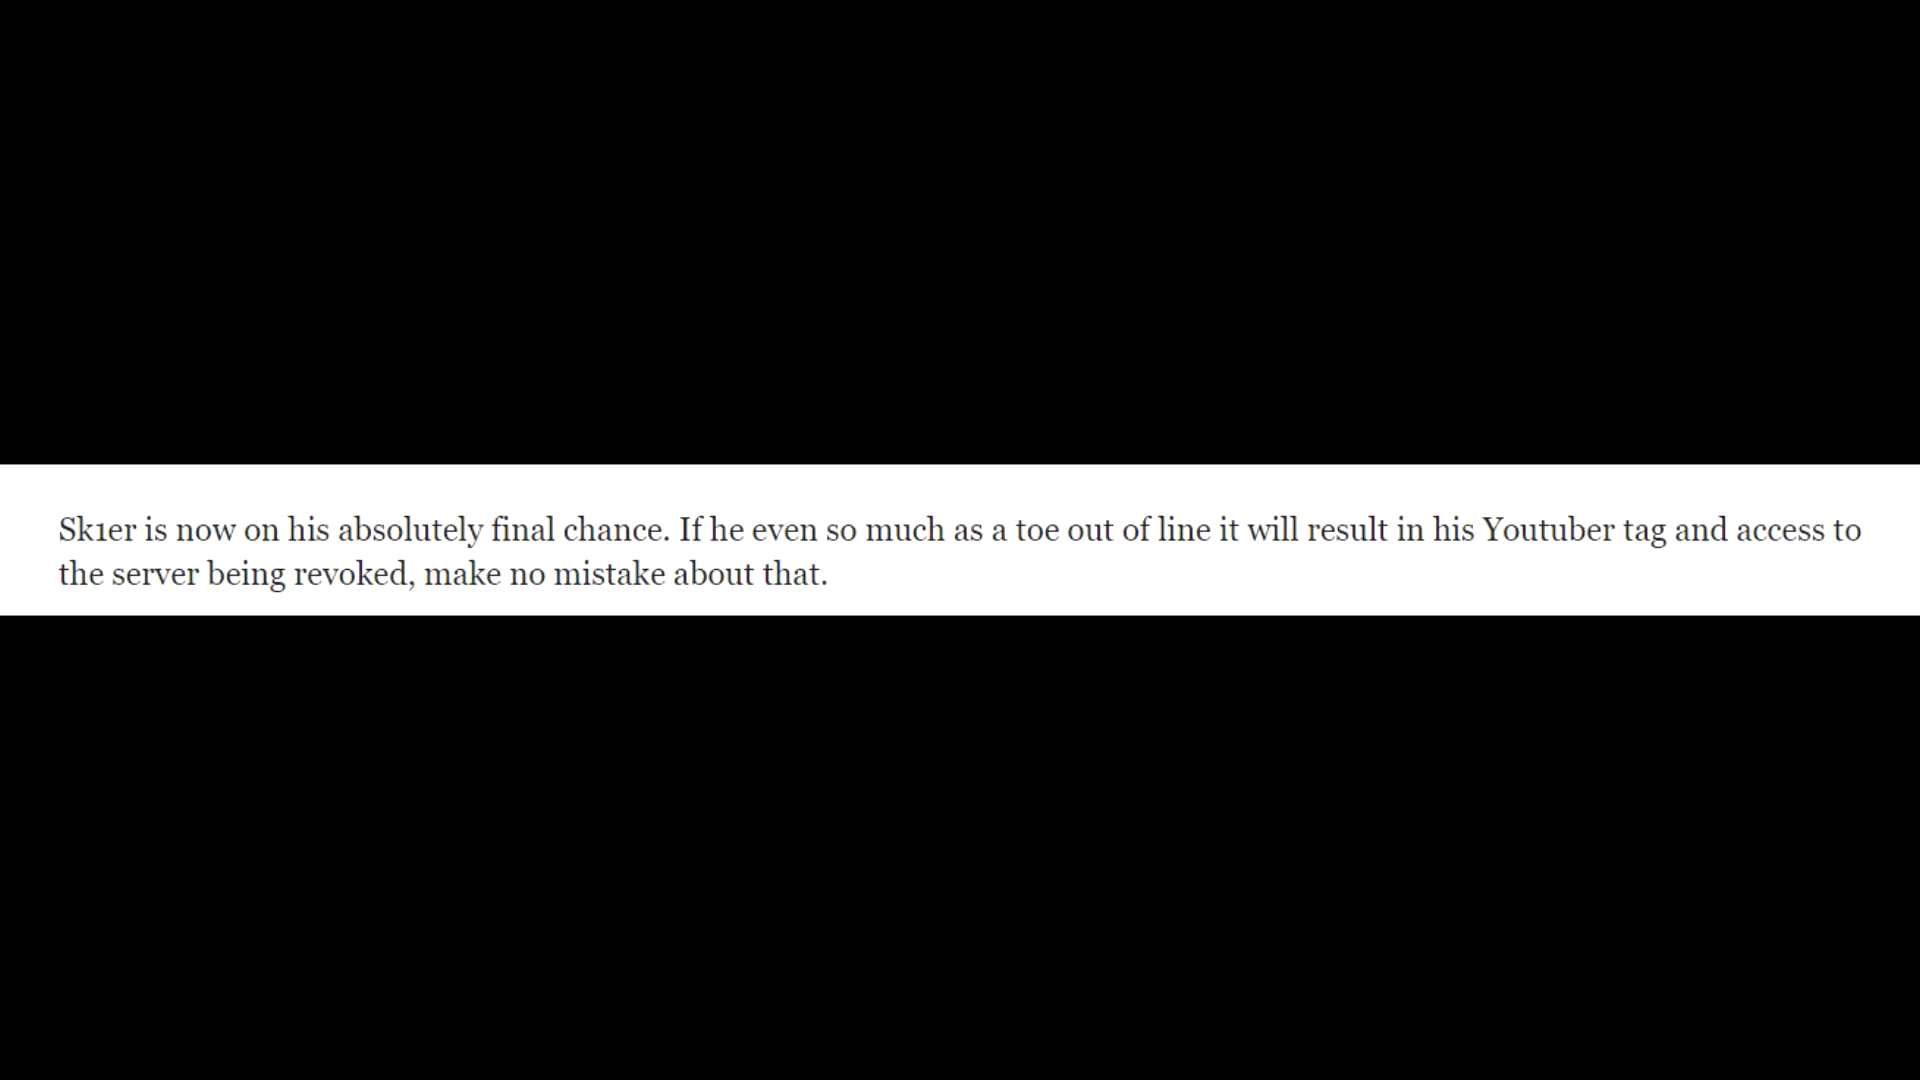 Sk1er is now on his absolutely final chance. If he even so much as a toe out of line it will result in his Youtuber tag and access to
the server being revoked, make no mistake about that.